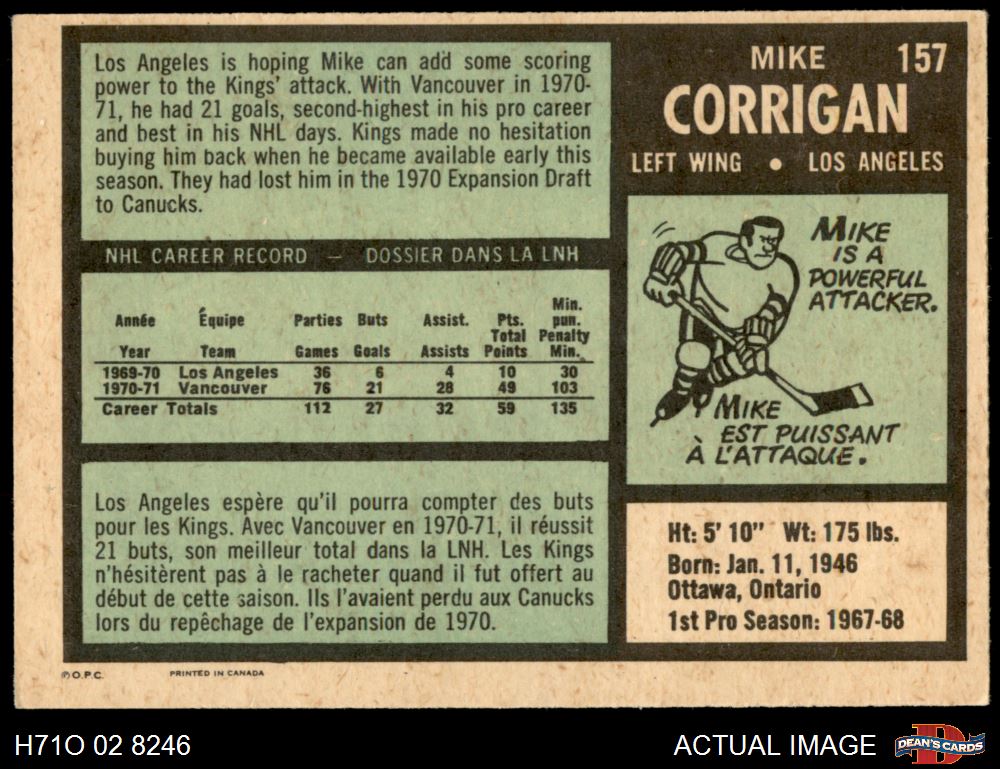 Los Angeles is hoping Mike can add some scoring
power to the Kings' attack. With Vancouver in 1970-
71, he had 21 goals, second-highest in his pro career
and best in his NHL days. Kings made no hesitation
buying him back when he became available early this
season. They had lost him in the 1970 Expansion Draft
to Canucks.
MIKE 157
CORRIGAN
LEFT WING • LOS ANGELES
NHL CAREER RECORD — DOSSIER DANS LA LNH
Année Équipe Parties Buts Assist. Pts. Min. pun.
Year Team Games Goals Assists Total Points Penalty Min.
1969-70 Los Angeles 36 6 4 10 30
1970-71 Vancouver 76 21 28 49 103
Career Totals 112 27 32 59 135
MIKE
IS A
POWERFUL
ATTACKER.
MIKE
EST PUISSANT
À L'ATTAQUE.
Los Angeles espère qu'il pourra compter des buts
pour les Kings. Avec Vancouver en 1970-71, il réussit
21 buts, son meilleur total dans la LNH. Les Kings
n'hésitèrent pas à le racheter quand il fut offert au
début de cette saison. Ils l'avaient perdu aux Canucks
lors du repêchage de l'expansion de 1970.
Ht: 5' 10" Wt: 175 lbs.
Born: Jan. 11, 1946
Ottawa, Ontario
1st Pro Season: 1967-68
© O.P.C. PRINTED IN CANADA
H71O 02 8246
ACTUAL IMAGE
D
DEAN'S CARDS